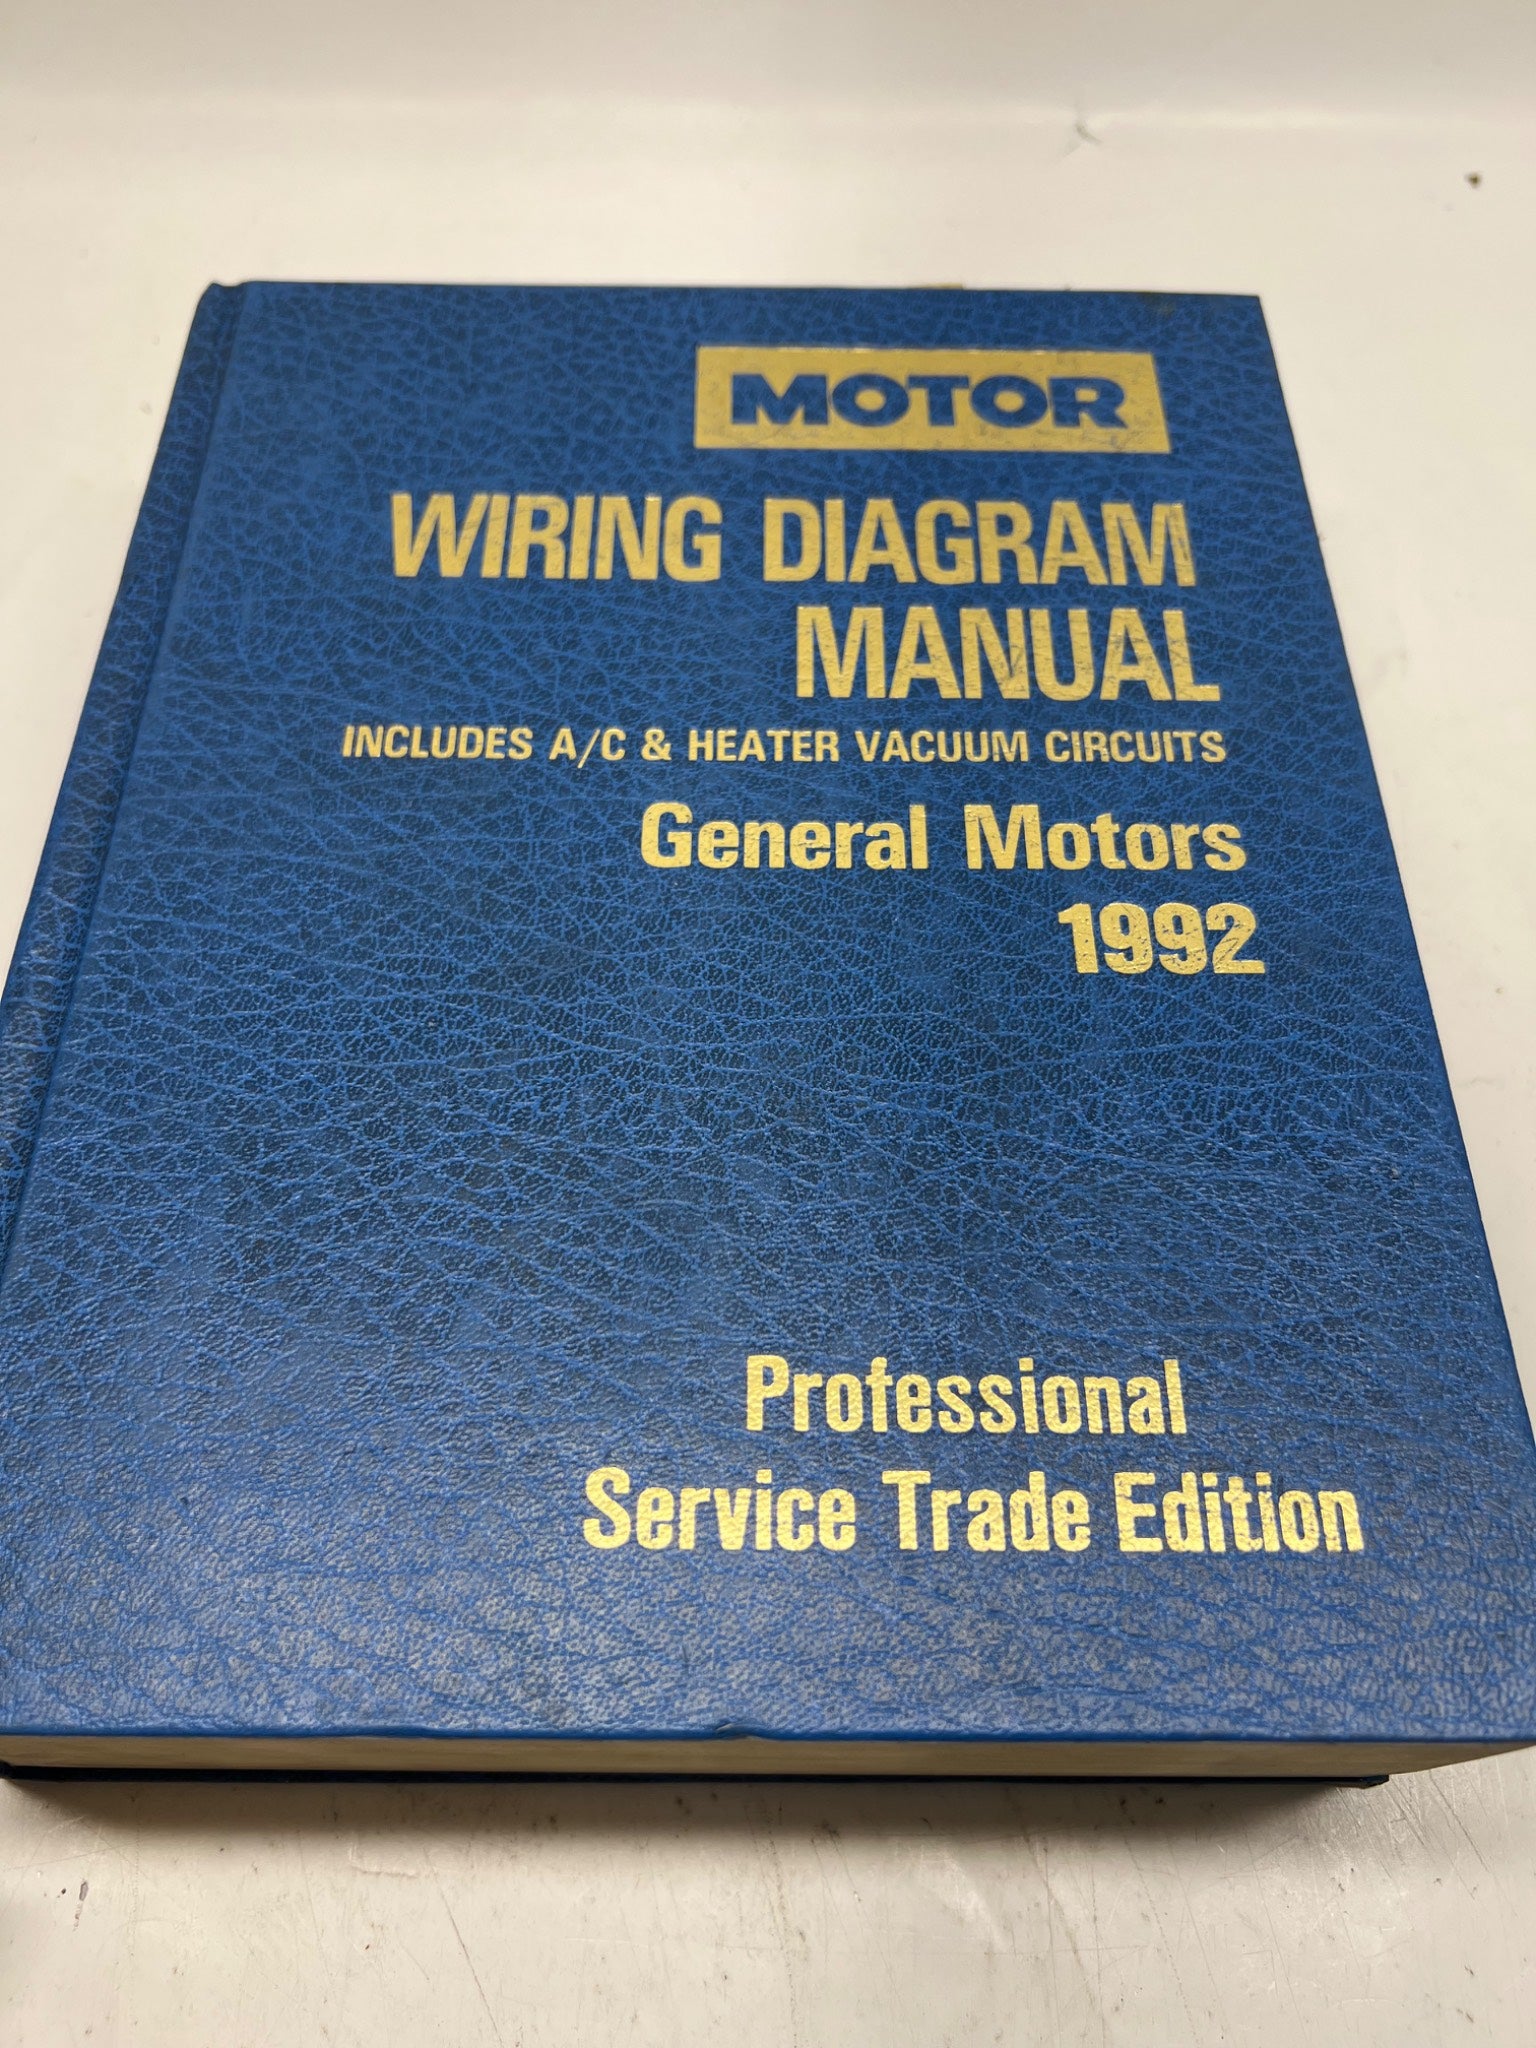 MOTOR
WIRING DIAGRAM
MANUAL
INCLUDES A/C & HEATER VACUUM CIRCUITS
General Motors
1992
Professional
Service Trade Edition